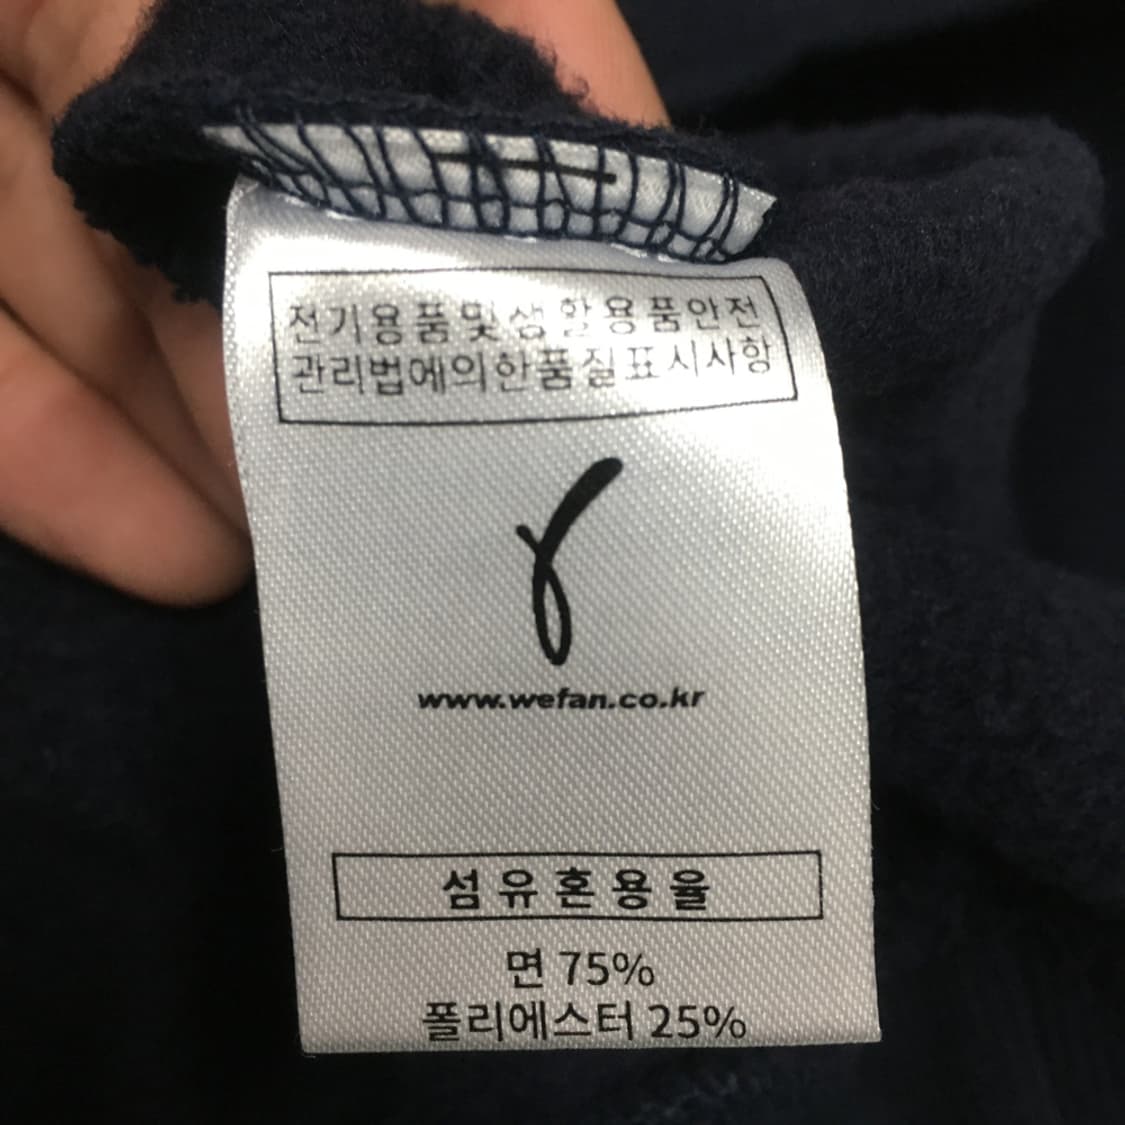 전기용품및생활용품안전
관리법에의한품질표시사항
www.wefan.co.kr
섬유혼용율
면 75%
폴리에스터 25%